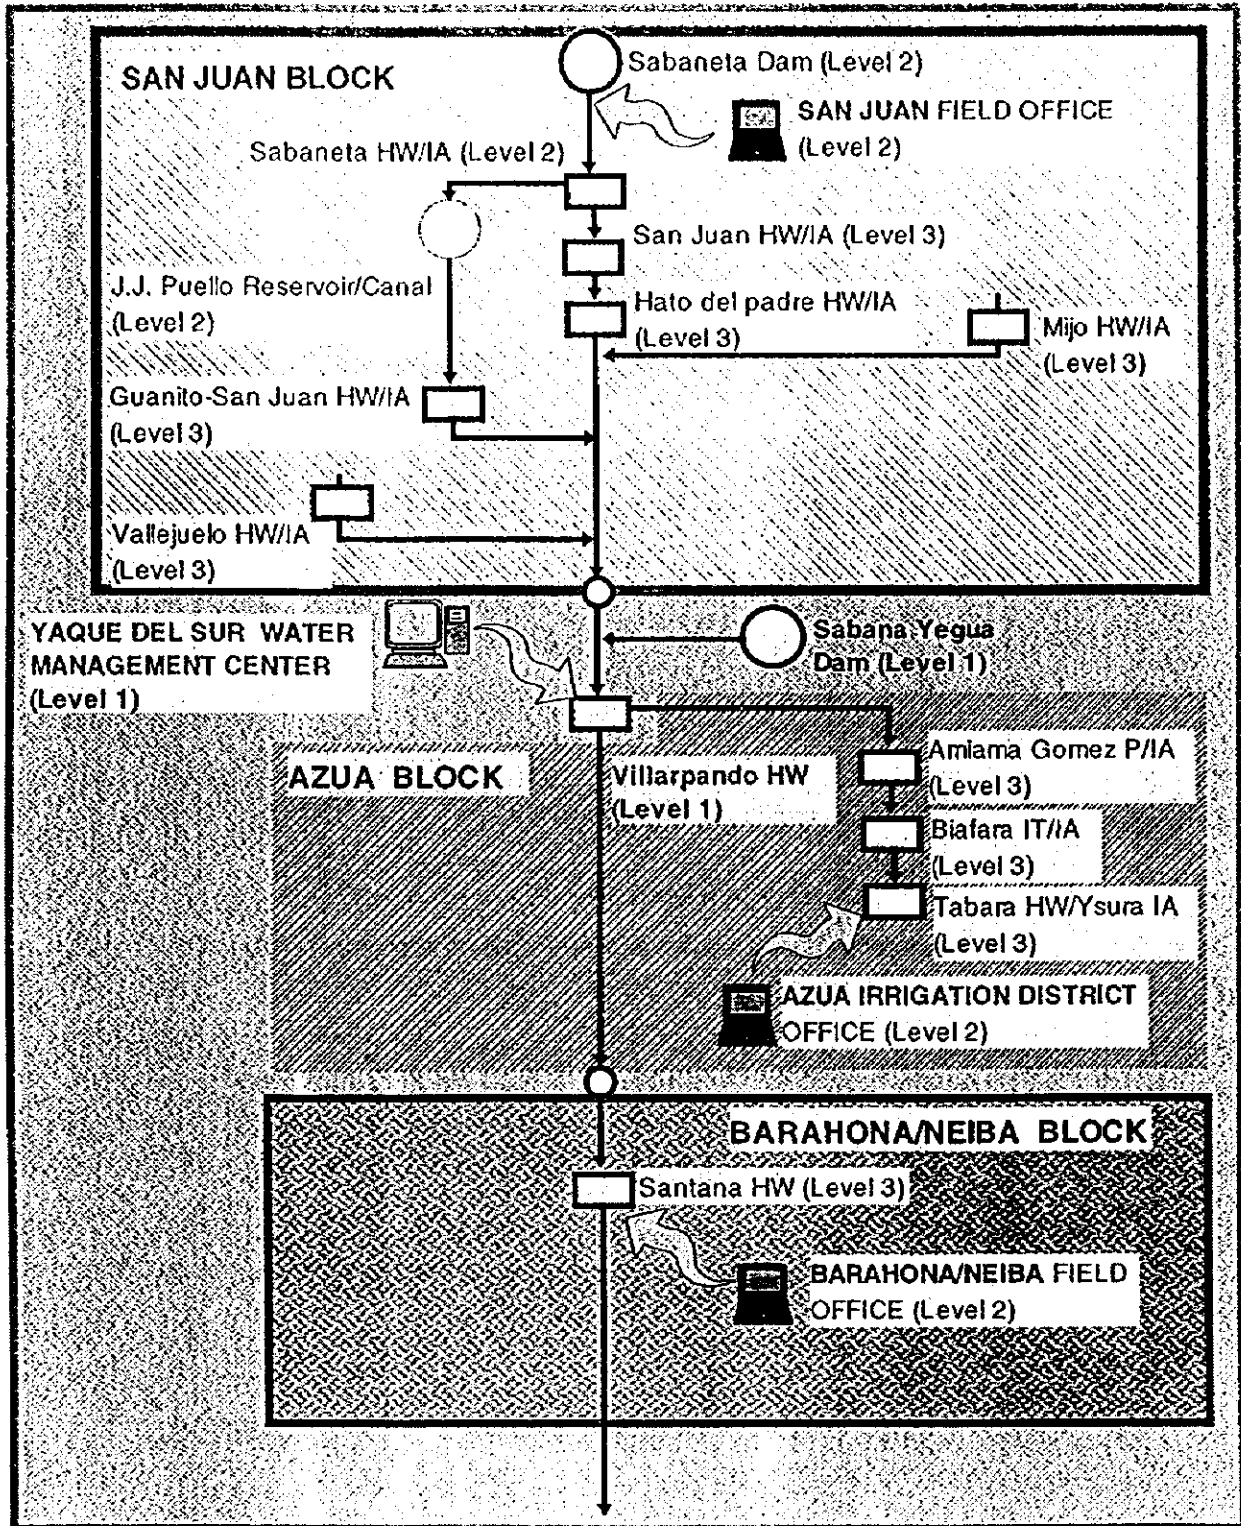 SAN JUAN BLOCK
Sabaneta Dam (Level 2)
SAN JUAN FIELD OFFICE
(Level 2)
Sabaneta HW/IA (Level 2)
San Juan HW/IA (Level 3)
J.J. Puello Reservoir/Canal
(Level 2)
Hato del padre HW/IA
(Level 3)
Mijo HW/IA
(Level 3)
Guanito-San Juan HW/IA
(Level 3)
Vallejuelo HW/IA
(Level 3)
YAQUE DEL SUR WATER
MANAGEMENT CENTER
(Level 1)
Sabana Yegua
Dam (Level 1)
AZUA BLOCK
Villarpando HW
(Level 1)
Amiama Gomez P/IA
(Level 3)
Biafara IT/IA
(Level 3)
Tabara HW/Ysura IA
(Level 3)
AZUA IRRIGATION DISTRICT
OFFICE (Level 2)
BARAHONA/NEIBA BLOCK
Santana HW (Level 3)
BARAHONA/NEIBA FIELD
OFFICE (Level 2)